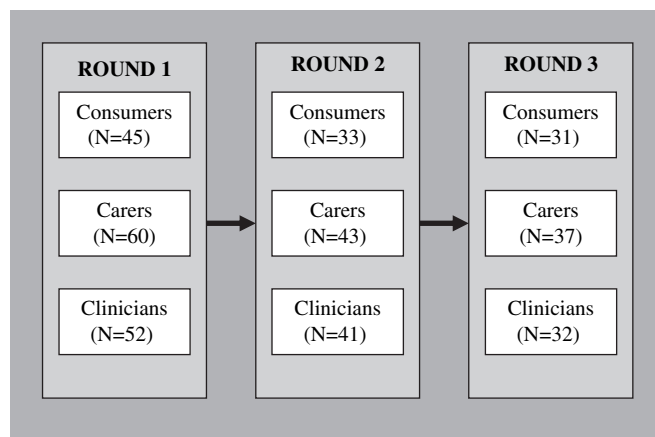 ROUND 1
Consumers
(N=45)
Carers
(N=60)
Clinicians
(N=52)
ROUND 2
Consumers
(N=33)
Carers
(N=43)
Clinicians
(N=41)
ROUND 3
Consumers
(N=31)
Carers
(N=37)
Clinicians
(N=32)